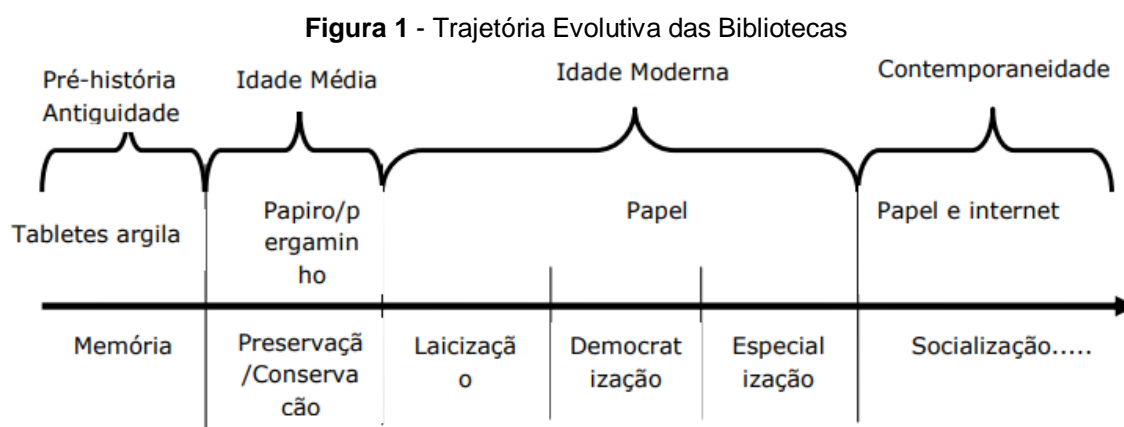 Figura 1 - Trajetória Evolutiva das Bibliotecas
Pré-história
Antiguidade
Idade Média
Idade Moderna
Contemporaneidade
Tabletes argila
Papiro/p
ergamin
ho
Papel
Papel e internet
Memória
Preservaçã
/Conserva
cão
Laicizaçã
o
Democrat
ização
Especial
ização
Socialização.....